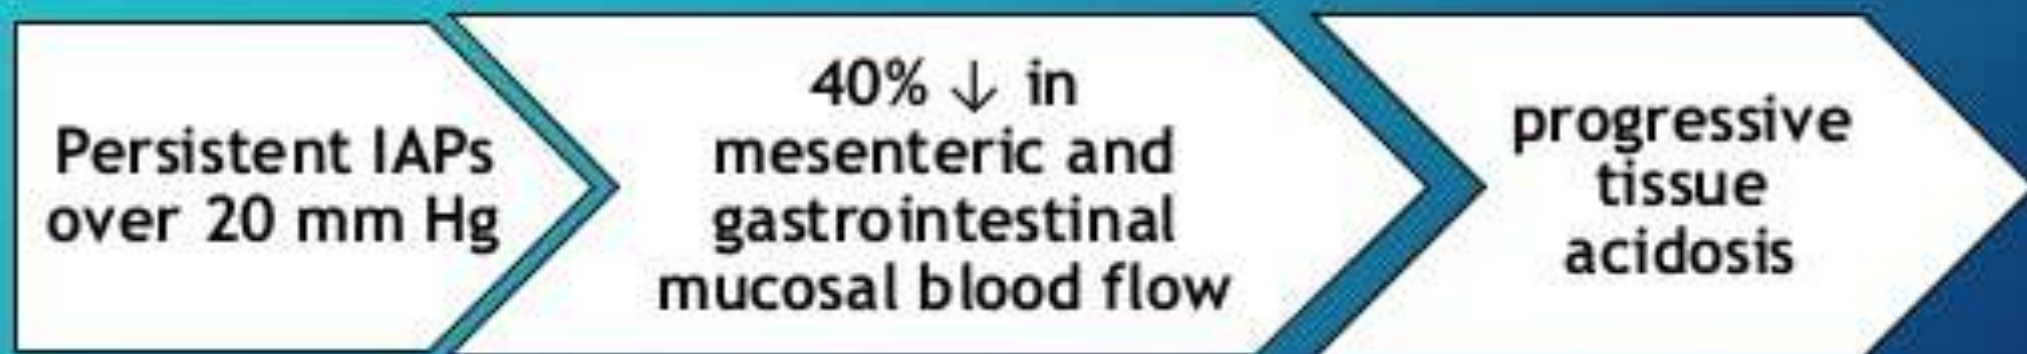 Persistent IAPs
over 20 mm Hg
40% ↓ in
mesenteric and
gastrointestinal
mucosal blood flow
progressive
tissue
acidosis